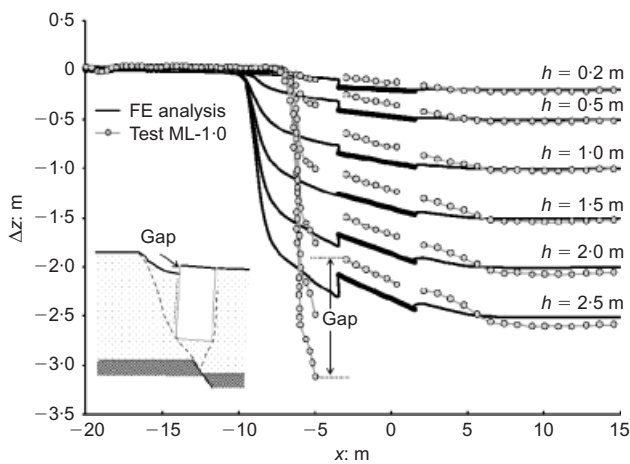 0·5
0
−0·5
−1·0
−1·5
−2·0
−2·5
−3·0
−3·5
Δz: m
FE analysis
Test ML-1·0
Gap
Gap
h = 0·2 m
h = 0·5 m
h = 1·0 m
h = 1·5 m
h = 2·0 m
h = 2·5 m
−20 −15 −10 −5 0 5 10 15
x: m